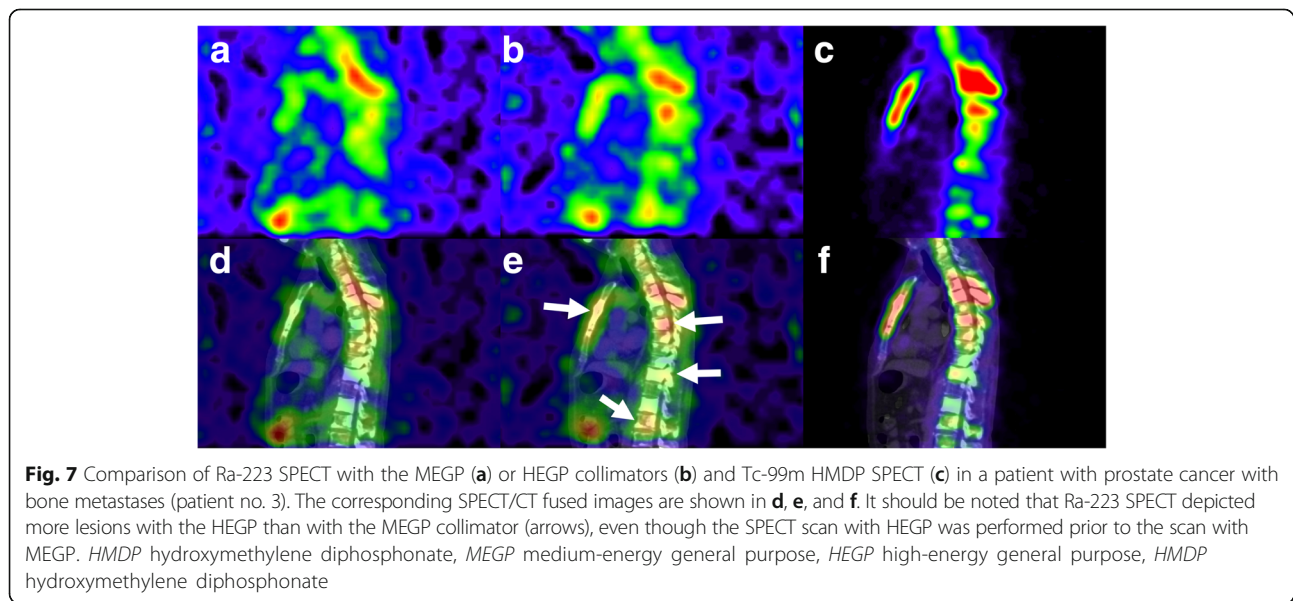 a
b
c
d
e
f
Fig. 7 Comparison of Ra-223 SPECT with the MEGP (a) or HEGP collimators (b) and Tc-99m HMDP SPECT (c) in a patient with prostate cancer with
bone metastases (patient no. 3). The corresponding SPECT/CT fused images are shown in d, e, and f. It should be noted that Ra-223 SPECT depicted
more lesions with the HEGP than with the MEGP collimator (arrows), even though the SPECT scan with HEGP was performed prior to the scan with
MEGP. HMDP hydroxymethylene diphosphonate, MEGP medium-energy general purpose, HEGP high-energy general purpose, HMDP
hydroxymethylene diphosphonate